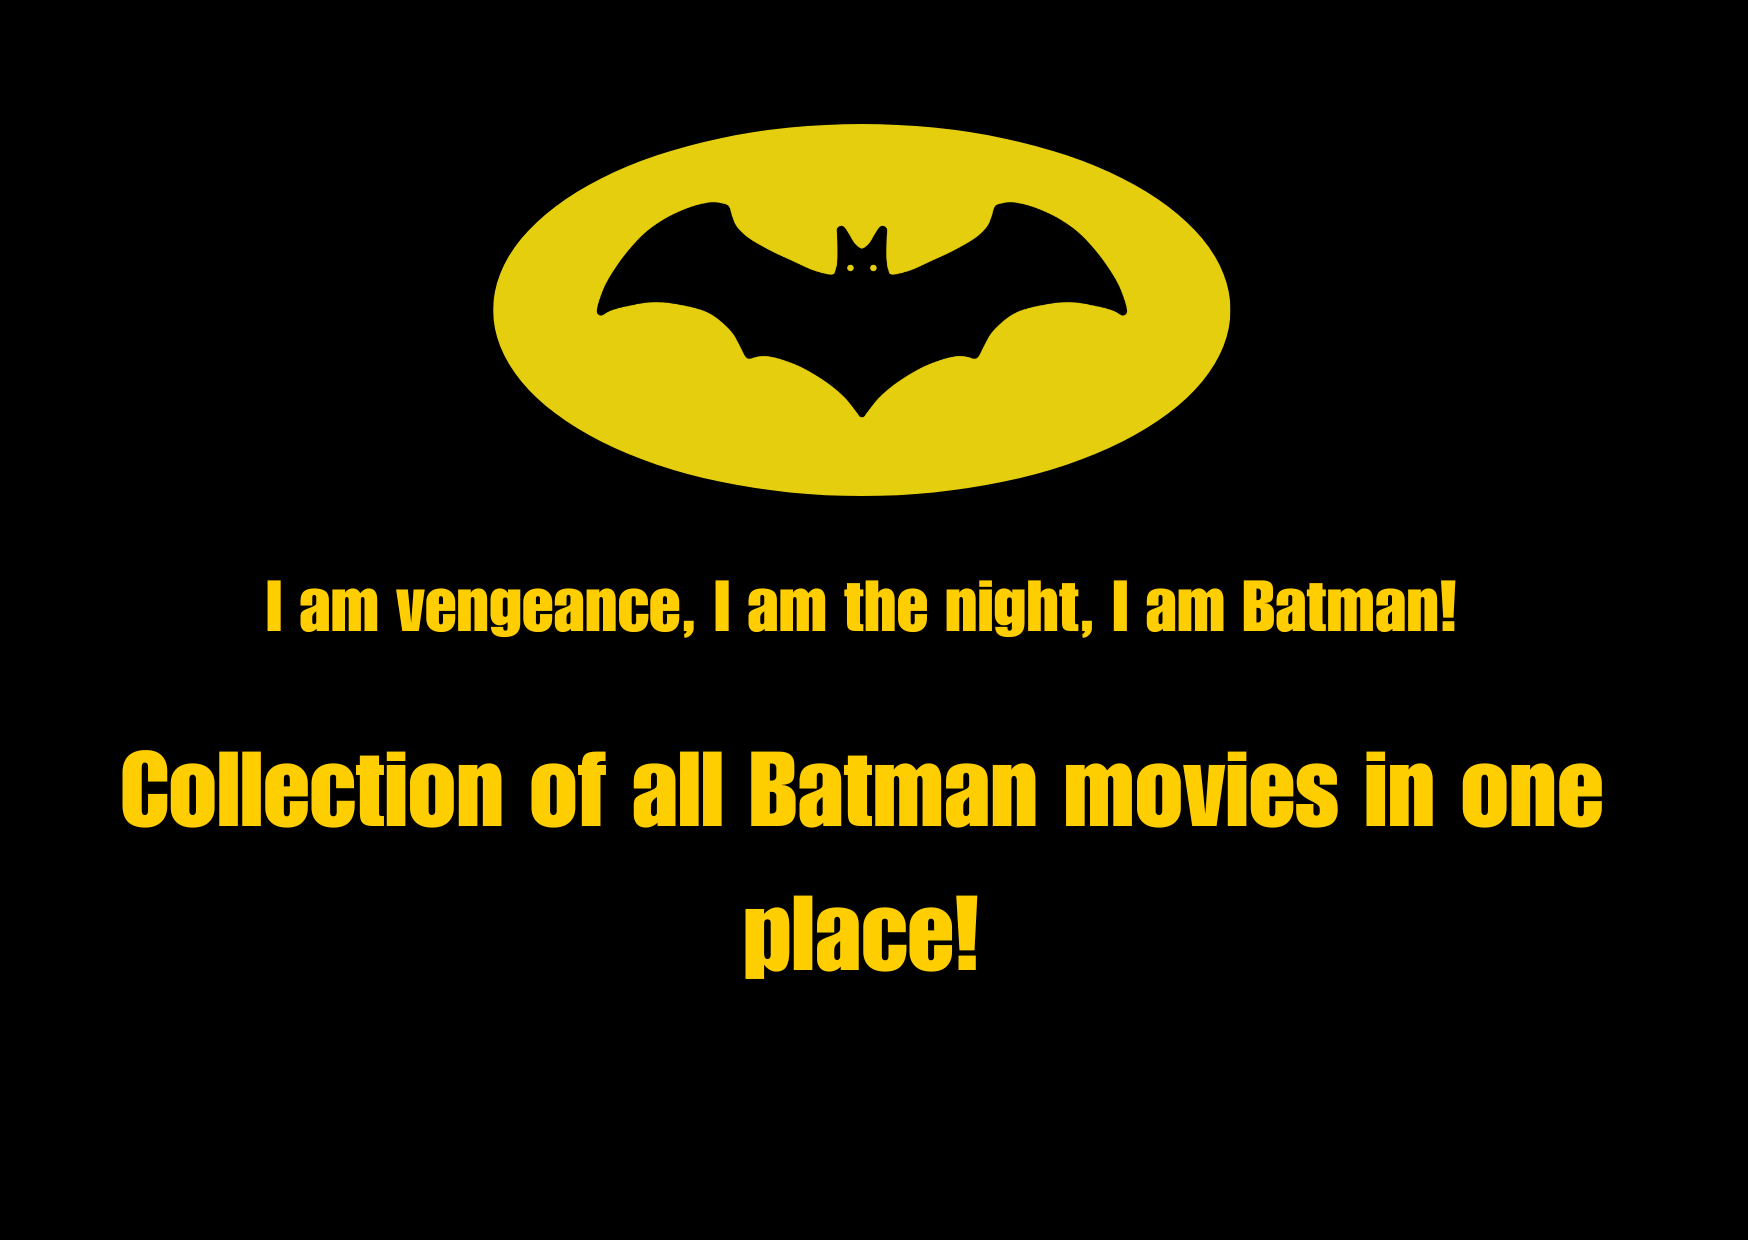 I am vengeance, I am the night, I am Batman!
Collection of all Batman movies in one
place!